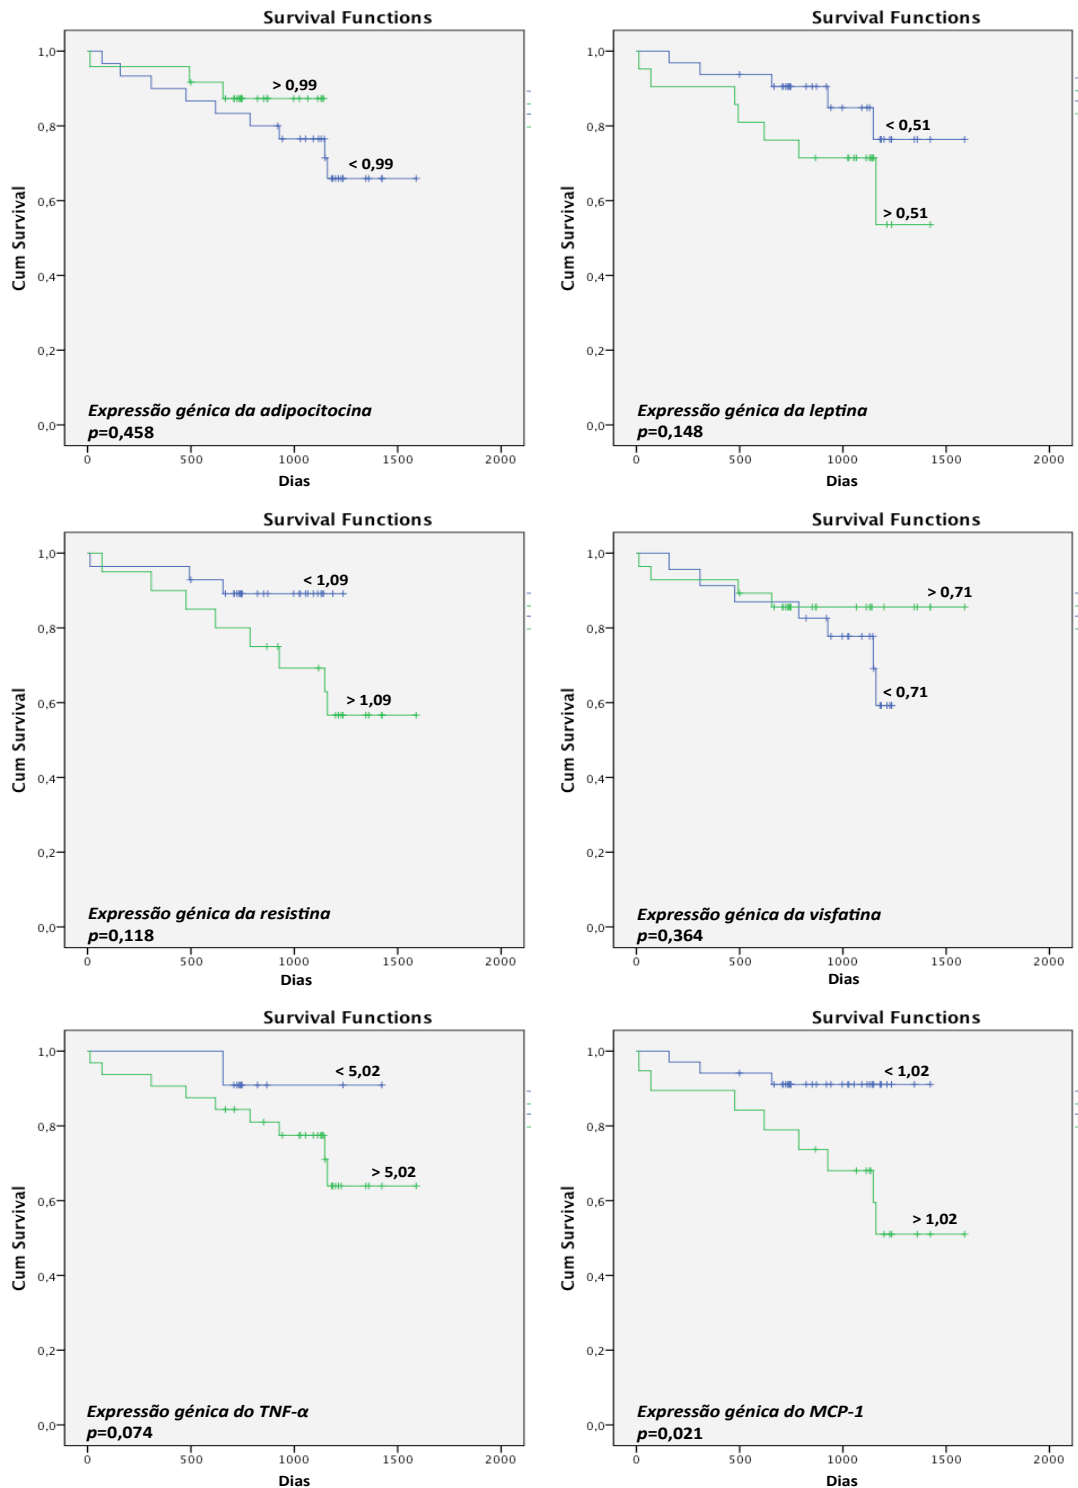 Survival Functions
1,0
0,8
0,6
0,4
0,2
0,0
Cum Survival
> 0,99
< 0,99
Expressão génica da adipocitocina
p=0,458
0 500 1000 1500 2000
Dias
Survival Functions
1,0
0,8
0,6
0,4
0,2
0,0
Cum Survival
< 0,51
> 0,51
Expressão génica da leptina
p=0,148
0 500 1000 1500 2000
Dias
Survival Functions
1,0
0,8
0,6
0,4
0,2
0,0
Cum Survival
< 1,09
> 1,09
Expressão génica da resistina
p=0,118
0 500 1000 1500 2000
Dias
Survival Functions
1,0
0,8
0,6
0,4
0,2
0,0
Cum Survival
> 0,71
< 0,71
Expressão génica da visfatina
p=0,364
0 500 1000 1500 2000
Dias
Survival Functions
1,0
0,8
0,6
0,4
0,2
0,0
Cum Survival
< 5,02
> 5,02
Expressão génica do TNF-α
p=0,074
0 500 1000 1500 2000
Dias
Survival Functions
1,0
0,8
0,6
0,4
0,2
0,0
Cum Survival
< 1,02
> 1,02
Expressão génica do MCP-1
p=0,021
0 500 1000 1500 2000
Dias